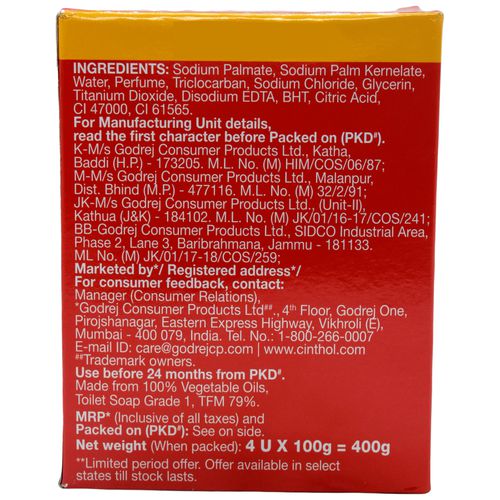 INGREDIENTS: Sodium Palmate, Sodium Palm Kernelate,
Water, Perfume, Triclocarban, Sodium Chloride, Glycerin,
Titanium Dioxide, Disodium EDTA, BHT, Citric Acid,
CI 47000, CI 61565.
For Manufacturing Unit details,
read the first character before Packed on (PKD#).
K-M/s Godrej Consumer Products Ltd., Katha,
Baddi (H.P.) - 173205. M.L. No. (M) HIM/COS/06/87;
M-M/s Godrej Consumer Products Ltd., Malanpur,
Dist. Bhind (M.P.) - 477116. M.L. No. (M) 32/2/91;
JK-M/s Godrej Consumer Products Ltd., (Unit-II),
Kathua (J&K) - 184102. M.L. No. (M) JK/01/16-17/COS/241;
BB-Godrej Consumer Products Ltd., SIDCO Industrial Area,
Phase 2, Lane 3, Baribrahmana, Jammu - 181133.
ML No. (M) JK/01/17-18/COS/259;
Marketed by*/ Registered address*/
For consumer feedback, contact:
Manager (Consumer Relations),
*Godrej Consumer Products Ltd##., 4th Floor, Godrej One,
Pirojshanagar, Eastern Express Highway, Vikhroli (E),
Mumbai - 400 079, India. Tel. No.: 1-800-266-0007
E-mail ID: care@godrejcp.com | www.cinthol.com
##Trademark owners.
Use before 24 months from PKD#.
Made from 100% Vegetable Oils,
Toilet Soap Grade 1, TFM 79%.
MRP* (Inclusive of all taxes) and
Packed on (PKD#): See on side.
Net weight (When packed): 4 U X 100g = 400g
**Limited period offer. Offer available in select
states till stock lasts.